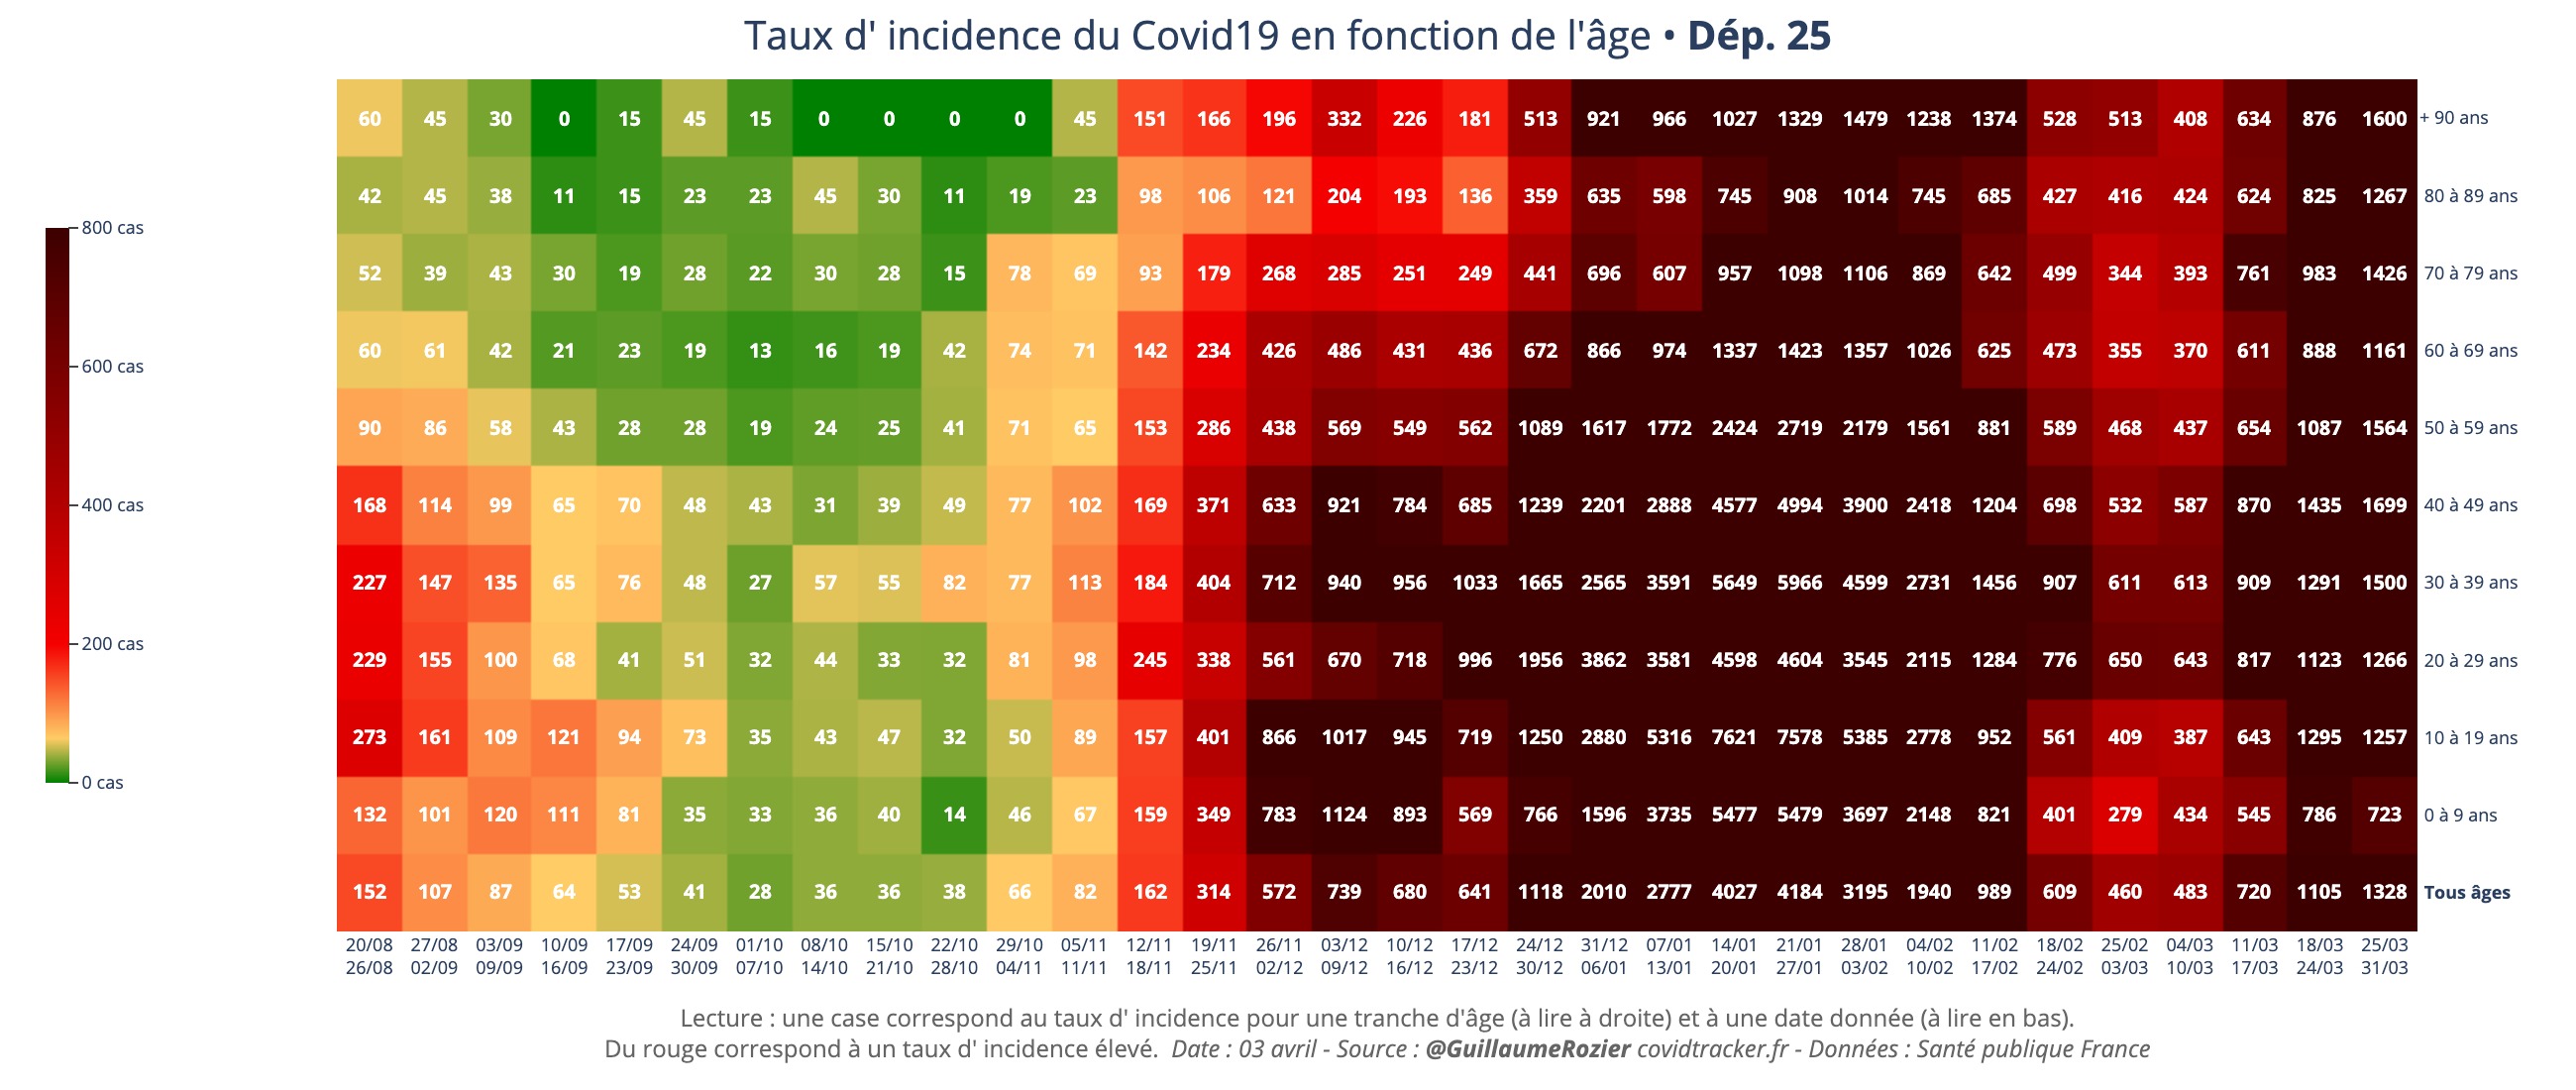 Taux d' incidence du Covid19 en fonction de l'âge • Dép. 25
60 45 30 0 15 45 15 0 0 0 0 45 151 166 196 332 226 181 513 921 966 1027 1329 1479 1238 1374 528 513 408 634 876 1600 + 90 ans
42 45 38 11 15 23 23 45 30 11 19 23 98 106 121 204 193 136 359 635 598 745 908 1014 745 685 427 416 424 624 825 1267 80 à 89 ans
800 cas
52 39 43 30 19 28 22 30 28 15 78 69 93 179 268 285 251 249 441 696 607 957 1098 1106 869 642 499 344 393 761 983 1426 70 à 79 ans
60 61 42 21 23 19 13 16 19 42 74 71 142 234 426 486 431 436 672 866 974 1337 1423 1357 1026 625 473 355 370 611 888 1161 60 à 69 ans
600 cas
90 86 58 43 28 28 19 24 25 41 71 65 153 286 438 569 549 562 1089 1617 1772 2424 2719 2179 1561 881 589 468 437 654 1087 1564 50 à 59 ans
400 cas
168 114 99 65 70 48 43 31 39 49 77 102 169 371 633 921 784 685 1239 2201 2888 4577 4994 3900 2418 1204 698 532 587 870 1435 1699 40 à 49 ans
227 147 135 65 76 48 27 57 55 82 77 113 184 404 712 940 956 1033 1665 2565 3591 5649 5966 4599 2731 1456 907 611 613 909 1291 1500 30 à 39 ans
200 cas
229 155 100 68 41 51 32 44 33 32 81 98 245 338 561 670 718 996 1956 3862 3581 4598 4604 3545 2115 1284 776 650 643 817 1123 1266 20 à 29 ans
273 161 109 121 94 73 35 43 47 32 50 89 157 401 866 1017 945 719 1250 2880 5316 7621 7578 5385 2778 952 561 409 387 643 1295 1257 10 à 19 ans
0 cas
132 101 120 111 81 35 33 36 40 14 46 67 159 349 783 1124 893 569 766 1596 3735 5477 5479 3697 2148 821 401 279 434 545 786 723 0 à 9 ans
152 107 87 64 53 41 28 36 36 38 66 82 162 314 572 739 680 641 1118 2010 2777 4027 4184 3195 1940 989 609 460 483 720 1105 1328 Tous âges
20/08 27/08 03/09 10/09 17/09 24/09 01/10 08/10 15/10 22/10 29/10 05/11 12/11 19/11 26/11 03/12 10/12 17/12 24/12 31/12 07/01 14/01 21/01 28/01 04/02 11/02 18/02 25/02 04/03 11/03 18/03 25/03
26/08 02/09 09/09 16/09 23/09 30/09 07/10 14/10 21/10 28/10 04/11 11/11 18/11 25/11 02/12 09/12 16/12 23/12 30/12 06/01 13/01 20/01 27/01 03/02 10/02 17/02 24/02 03/03 10/03 17/03 24/03 31/03
Lecture : une case correspond au taux d' incidence pour une tranche d'âge (à lire à droite) et à une date donnée (à lire en bas).
Du rouge correspond à un taux d' incidence élevé. Date : 03 avril - Source : @GuillaumeRozier covidtracker.fr - Données : Santé publique France